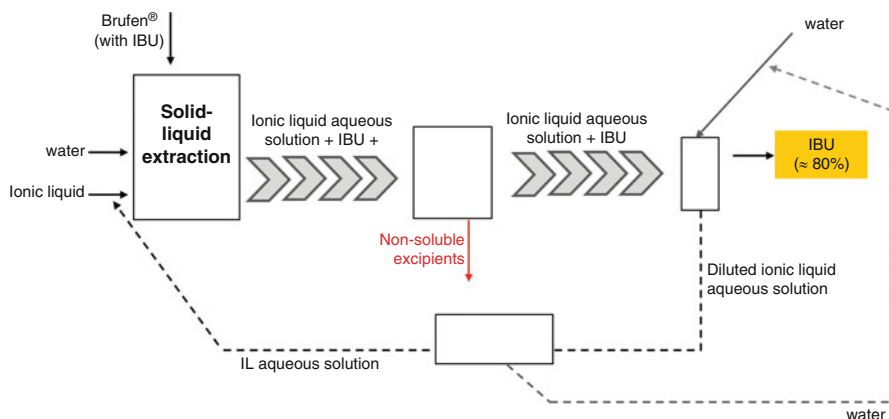 Brufen®
(with IBU)
water
Solid-
liquid
extraction
Ionic liquid aqueous
solution + IBU +
Ionic liquid aqueous
solution + IBU
IBU
(≈ 80%)
water
Ionic liquid
Non-soluble
excipients
Diluted ionic liquid
aqueous solution
IL aqueous solution
water